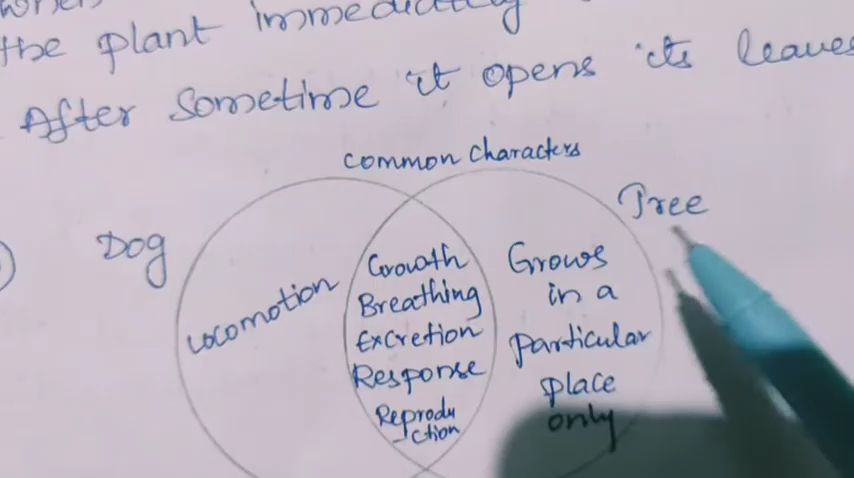 the plant immediately
After sometime it opens its leaves
common characters
Dog
Tree
Locomotion
Growth
Breathing
Excretion
Response
Reprodu
-ction
Grows
in a
particular
place
only